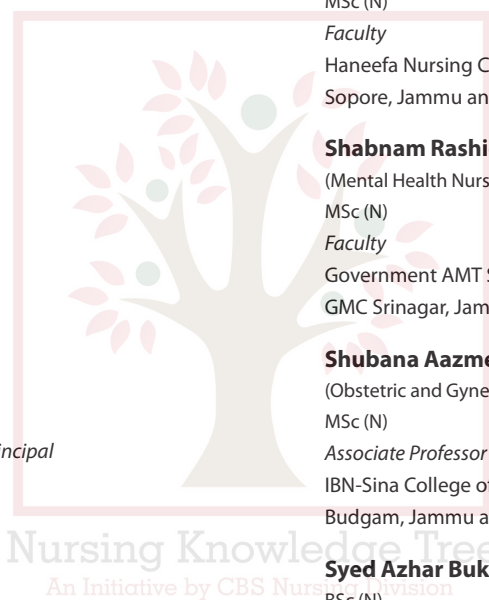 MSc (N)
Faculty
Haneefa Nursing C
Sopore, Jammu an
Shabnam Rashi
(Mental Health Nurs
MSc (N)
Faculty
Government AMT S
GMC Srinagar, Jam
Shubana Aazme
(Obstetric and Gyne
MSc (N)
Associate Professor
IBN-Sina College of
Budgam, Jammu a
Syed Azhar Buk
BSc (N)
ncipal
Nursing Knowledge Tree
An Initiative by CBS Nursing Division